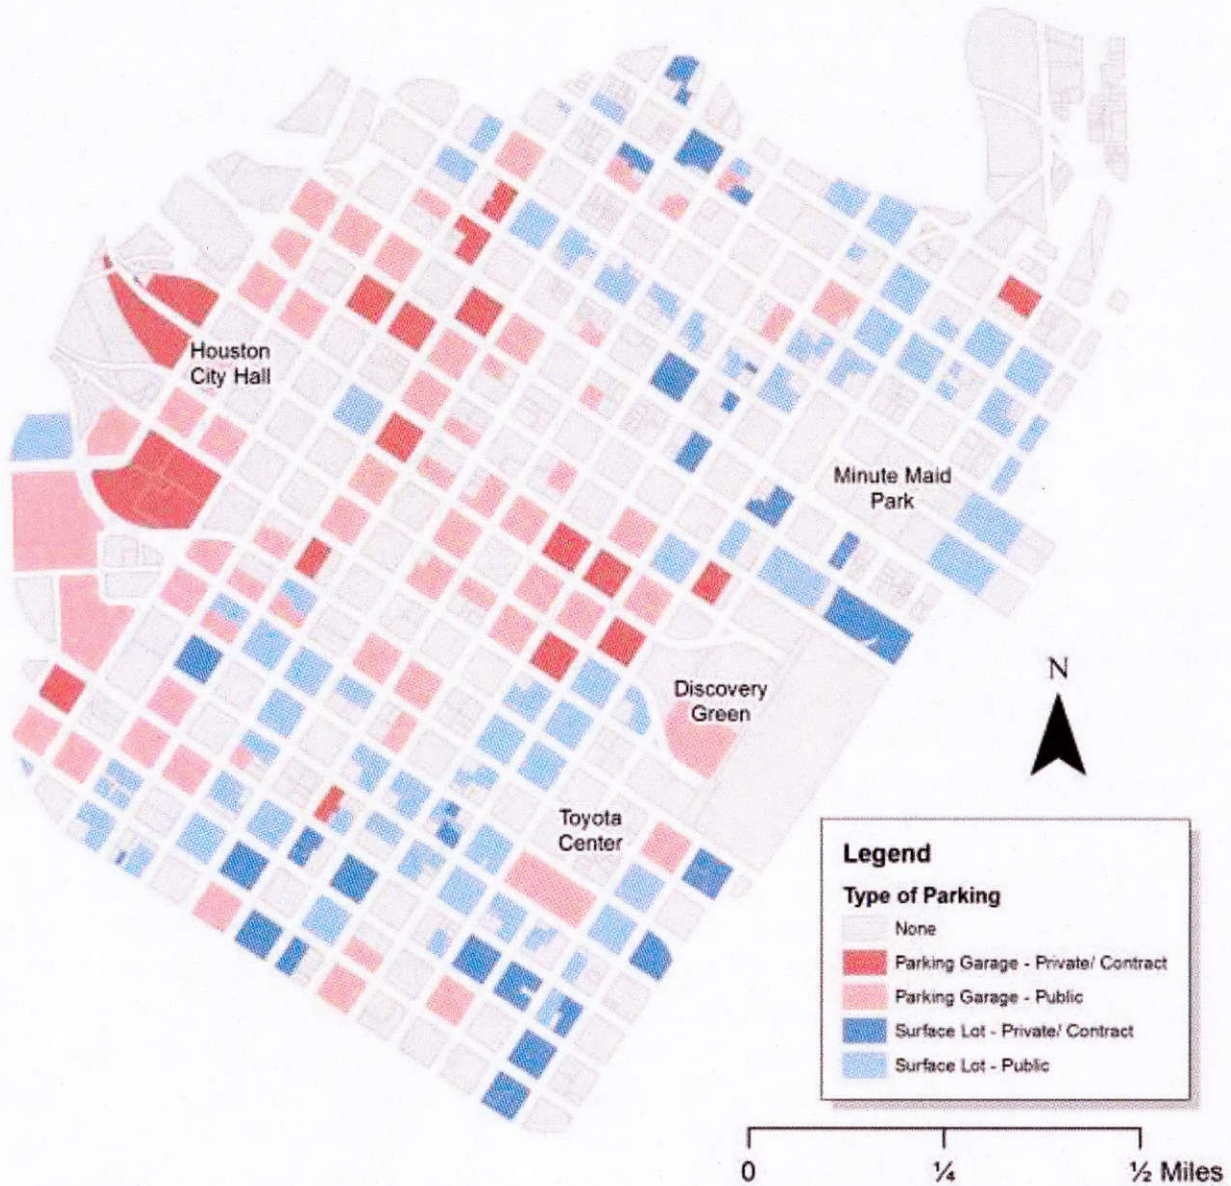 Houston
City Hall
Minute Maid
Park
Discovery
Green
N
Toyota
Center
Legend
Type of Parking
None
Parking Garage - Private/ Contract
Parking Garage - Public
Surface Lot - Private/ Contract
Surface Lot - Public
0 ¼ ½ Miles